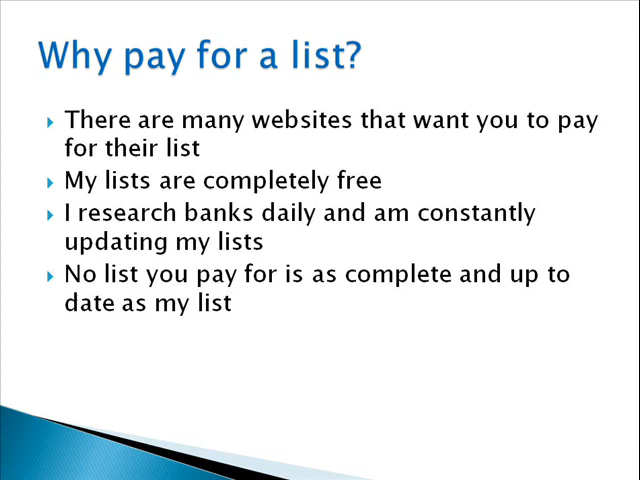 Why pay for a list?
There are many websites that want you to pay
for their list
My lists are completely free
I research banks daily and am constantly
updating my lists
No list you pay for is as complete and up to
date as my list